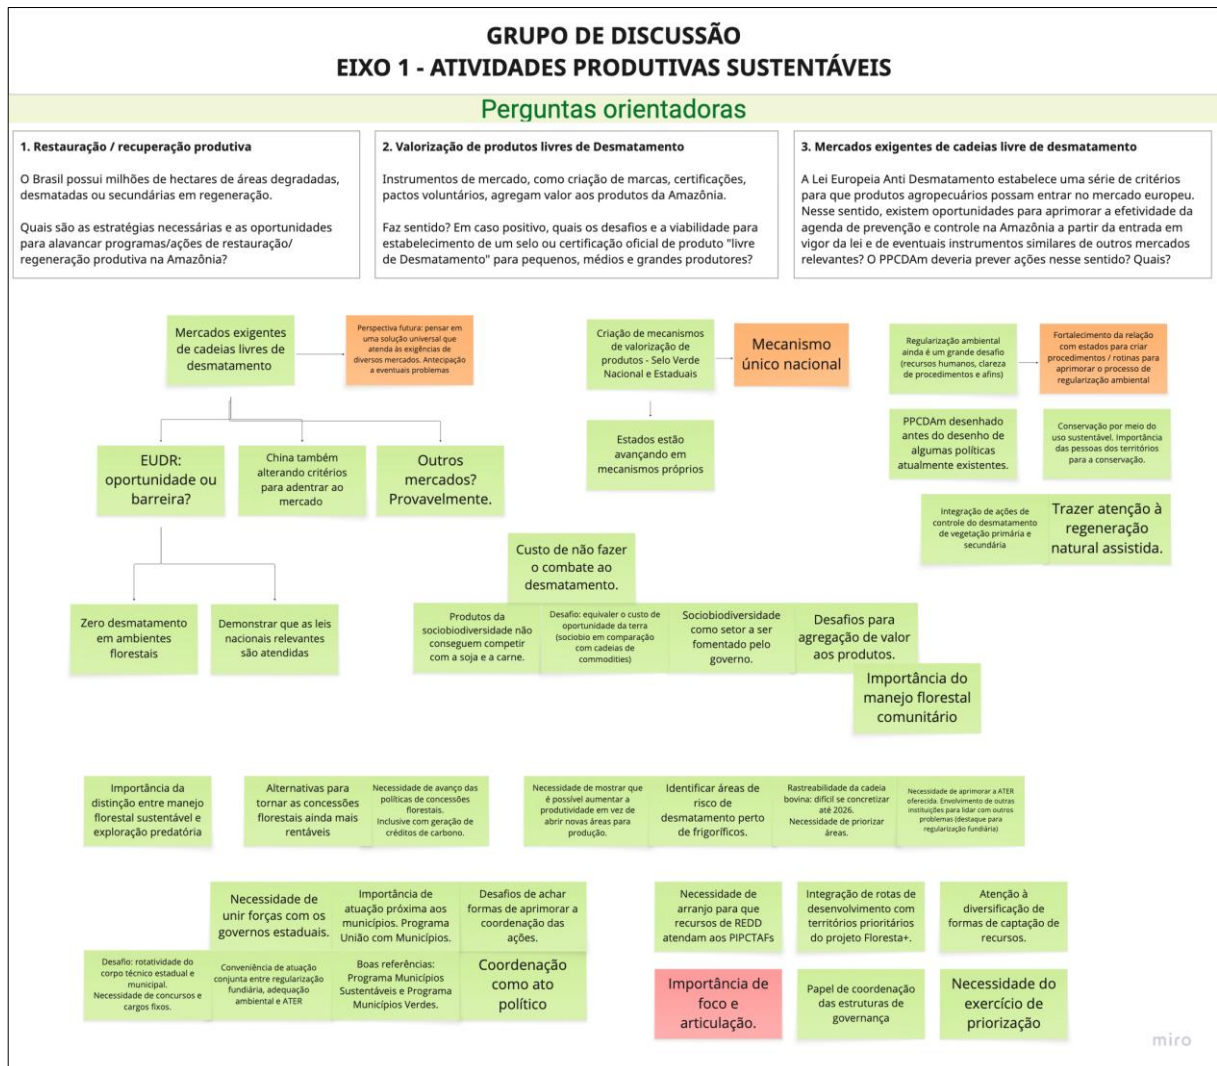 GRUPO DE DISCUSSÃO
EIXO 1 - ATIVIDADES PRODUTIVAS SUSTENTÁVEIS
Perguntas orientadoras
1. Restauração / recuperação produtiva
O Brasil possui milhões de hectares de áreas degradadas,
desmatadas ou secundárias em regeneração.
Quais são as estratégias necessárias e as oportunidades
para alavancar programas/ações de restauração/
regeneração produtiva na Amazônia?
2. Valorização de produtos livres de Desmatamento
Instrumentos de mercado, como criação de marcas, certificações,
pactos voluntários, agregam valor aos produtos da Amazônia.
Faz sentido? Em caso positivo, quais os desafios e a viabilidade para
estabelecimento de um selo ou certificação oficial de produto "livre
de Desmatamento" para pequenos, médios e grandes produtores?
3. Mercados exigentes de cadeias livre de desmatamento
A Lei Europeia Anti Desmatamento estabelece uma série de critérios
para que produtos agropecuários possam entrar no mercado europeu.
Nesse sentido, existem oportunidades para aprimorar a efetividade da
agenda de prevenção e controle na Amazônia a partir da entrada em
vigor da lei e de eventuais instrumentos similares de outros mercados
relevantes? O PPCDAm deveria prever ações nesse sentido? Quais?
Mercados exigentes
de cadeias livres de
desmatamento
Perspectiva futura: pensar em
uma solução universal que
atenda às exigências de
diversos mercados. Antecipação
a eventuais problemas
Criação de mecanismos
de valorização de
produtos - Selo Verde
Nacional e Estaduais
Mecanismo
único nacional
Regularização ambiental
ainda é um grande desafio
(recursos humanos, clareza
de procedimentos e afins)
Fortalecimento da relação
com estados para criar
procedimentos / rotinas para
aprimorar o processo de
regularização ambiental
EUDR:
oportunidade ou
barreira?
China também
alterando critérios
para adentrar ao
mercado
Outros
mercados?
Provavelmente.
Estados estão
avançando em
mecanismos próprios
PPCDAm desenhado
antes do desenho de
algumas políticas
atualmente existentes.
Conservação por meio do
uso sustentável. Importância
das pessoas dos territórios
para a conservação.
Integração de ações de
controle do desmatamento
de vegetação primária e
secundária
Trazer atenção à
regeneração
natural assistida.
Custo de não fazer
o combate ao
desmatamento.
Zero desmatamento
em ambientes
florestais
Demonstrar que as leis
nacionais relevantes
são atendidas
Produtos da
sociobiodiversidade não
conseguem competir
com a soja e a carne.
Desafio: equivaler o custo de
oportunidade da terra
(sociobio em comparação
com cadeias de
commodities)
Sociobiodiversidade
como setor a ser
fomentado pelo
governo.
Desafios para
agregação de valor
aos produtos.
Importância do
manejo florestal
comunitário
Importância da
distinção entre manejo
florestal sustentável e
exploração predatória
Alternativas para
tornar as concessões
florestais ainda mais
rentáveis
Necessidade de avanço das
políticas de concessões
florestais.
Inclusive com geração de
créditos de carbono.
Necessidade de mostrar que
é possível aumentar a
produtividade em vez de
abrir novas áreas para
produção.
Identificar áreas de
risco de
desmatamento perto
de frigoríficos.
Rastreabilidade da cadeia
bovina: difícil se concretizar
até 2026.
Necessidade de priorizar
áreas.
Necessidade de aprimorar a ATER
oferecida. Envolvimento de outras
instituições para lidar com outros
problemas (destaque para
regularização fundiária)
Necessidade de
unir forças com os
governos estaduais.
Importância de
atuação próxima aos
municípios. Programa
União com Municípios.
Desafios de achar
formas de aprimorar a
coordenação das
ações.
Necessidade de
arranjo para que
recursos de REDD
atendam aos PIPCTAFs
Integração de rotas de
desenvolvimento com
territórios prioritários
do projeto Floresta+.
Atenção à
diversificação de
formas de captação de
recursos.
Desafio: rotatividade do
corpo técnico estadual e
municipal.
Necessidade de concursos e
cargos fixos.
Conveniência de atuação
conjunta entre regularização
fundiária, adequação
ambiental e ATER
Boas referências:
Programa Municípios
Sustentáveis e Programa
Municípios Verdes.
Coordenação
como ato
político
Importância de
foco e
articulação.
Papel de coordenação
das estruturas de
governança
Necessidade do
exercício de
priorização
miro